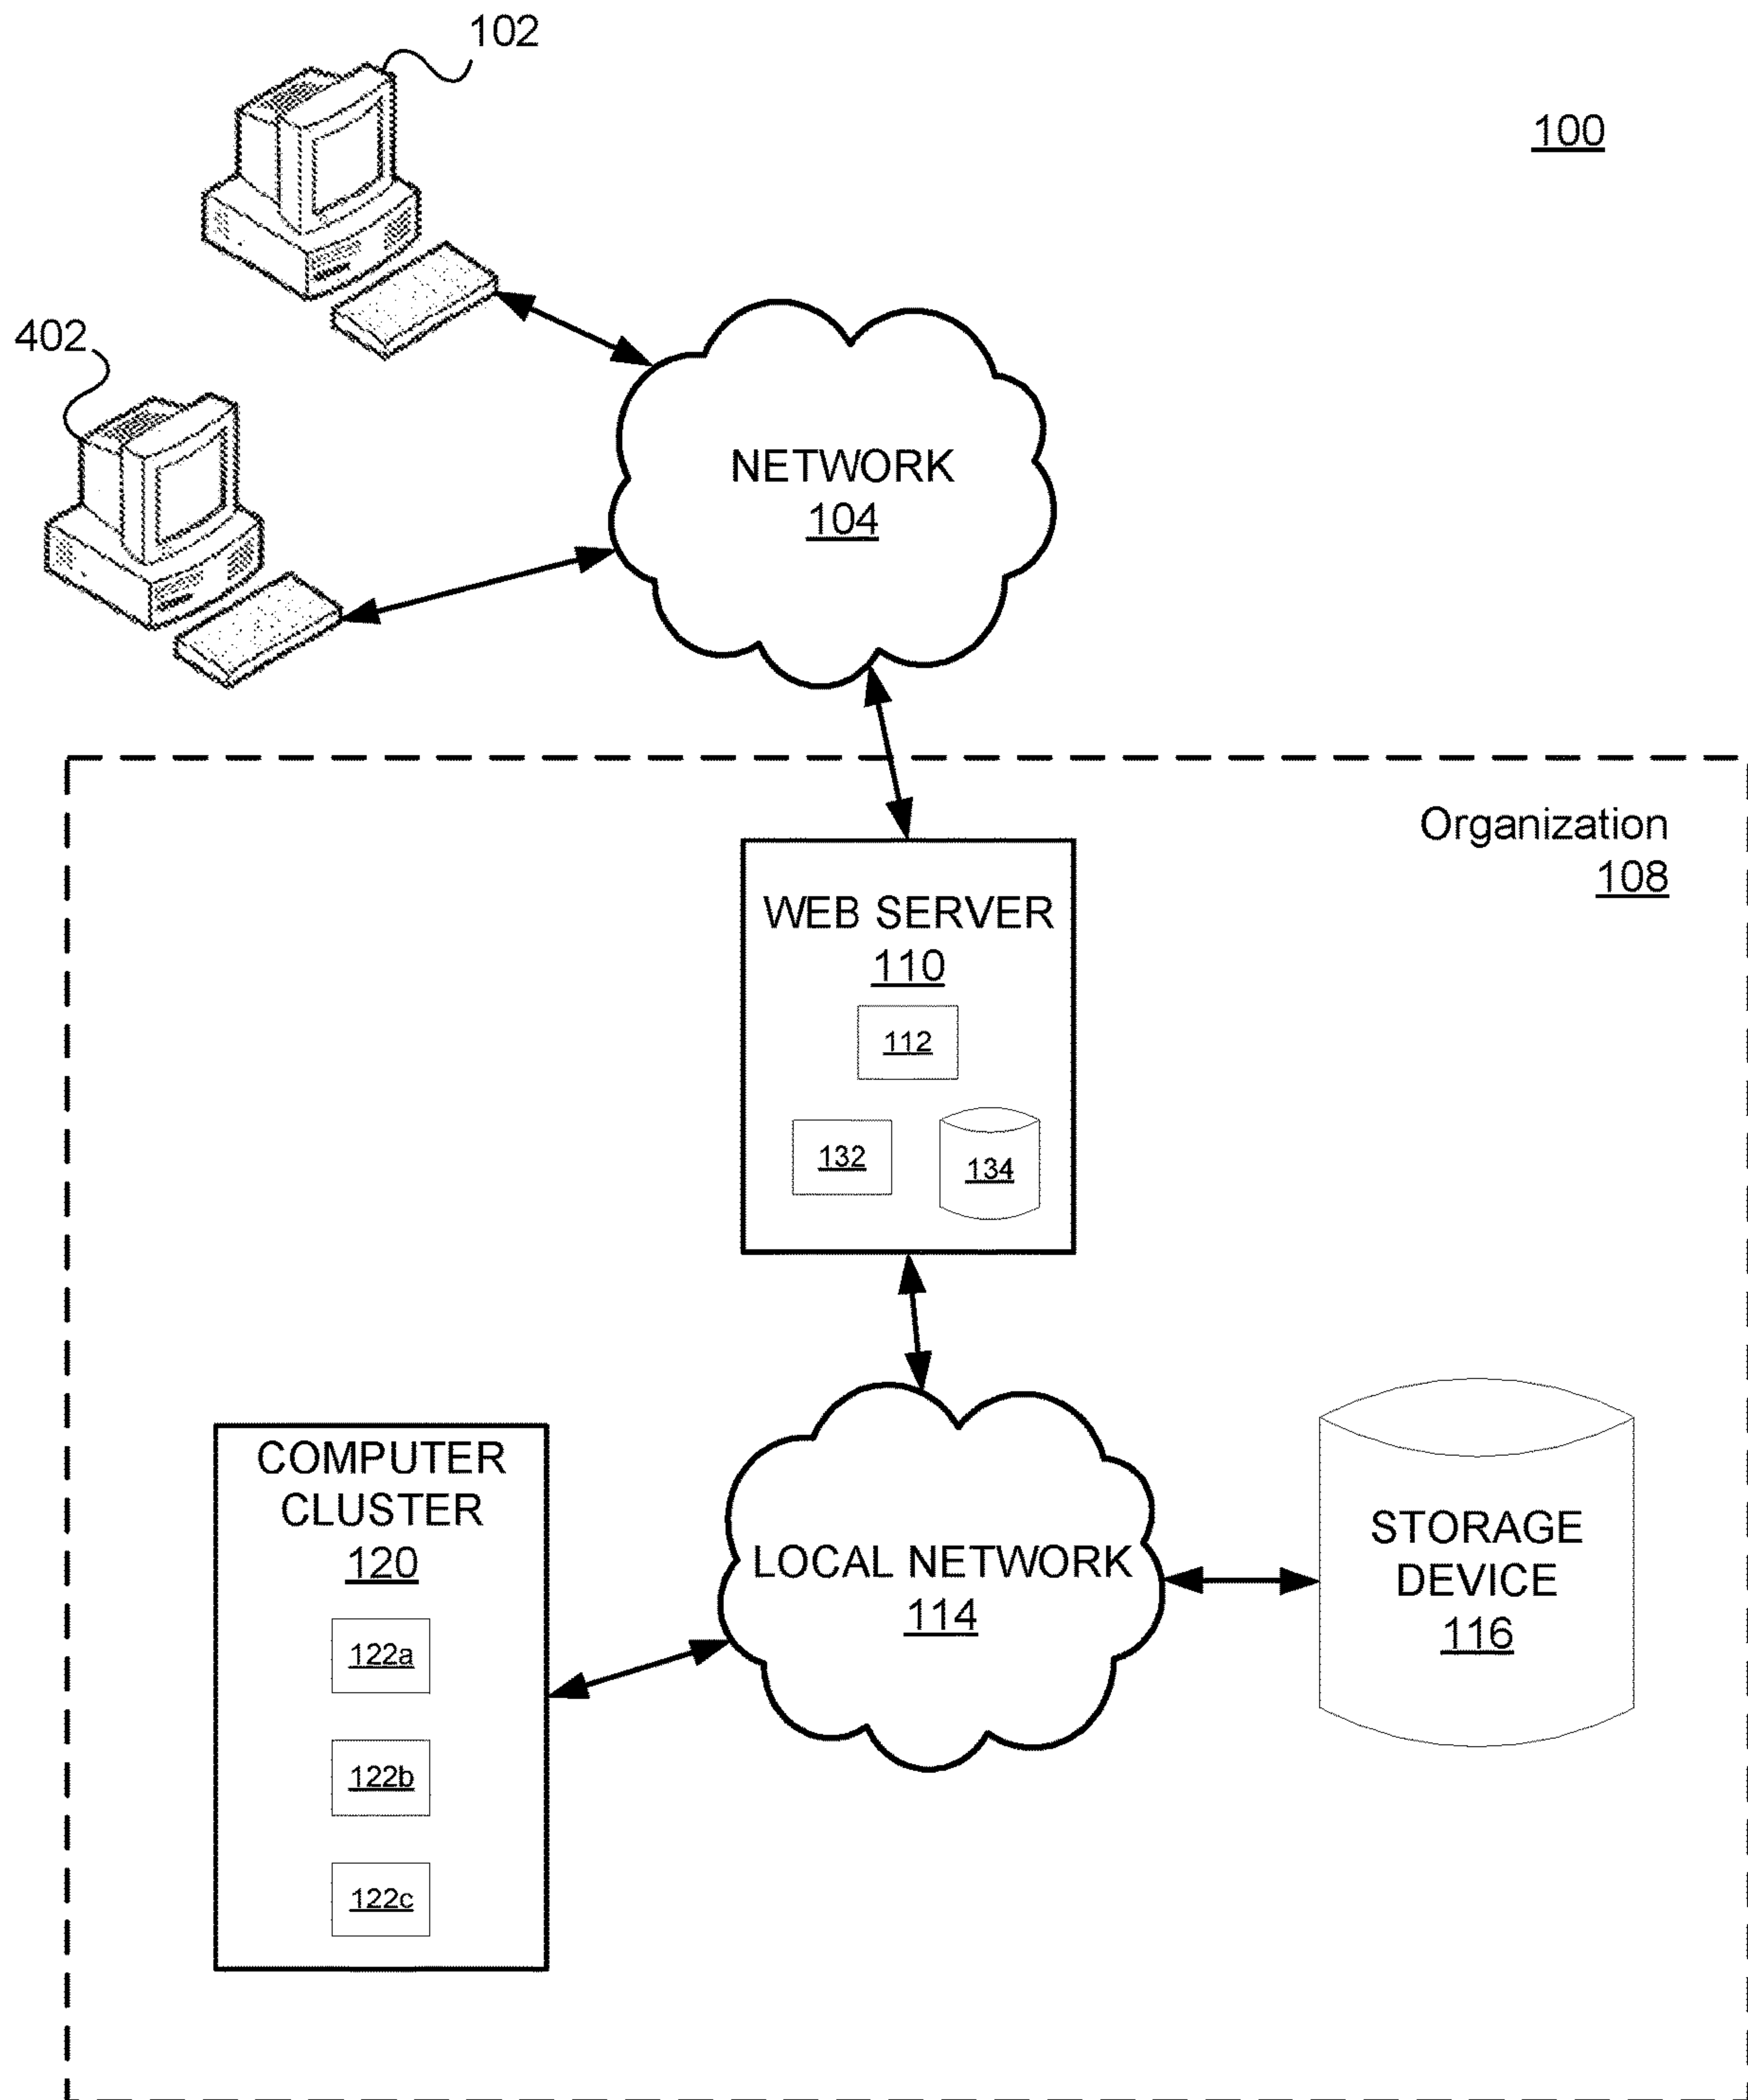 102
100
402
NETWORK
104
Organization
108
WEB SERVER
110
112
132
134
COMPUTER
CLUSTER
120
122a
122b
122c
LOCAL NETWORK
114
STORAGE
DEVICE
116